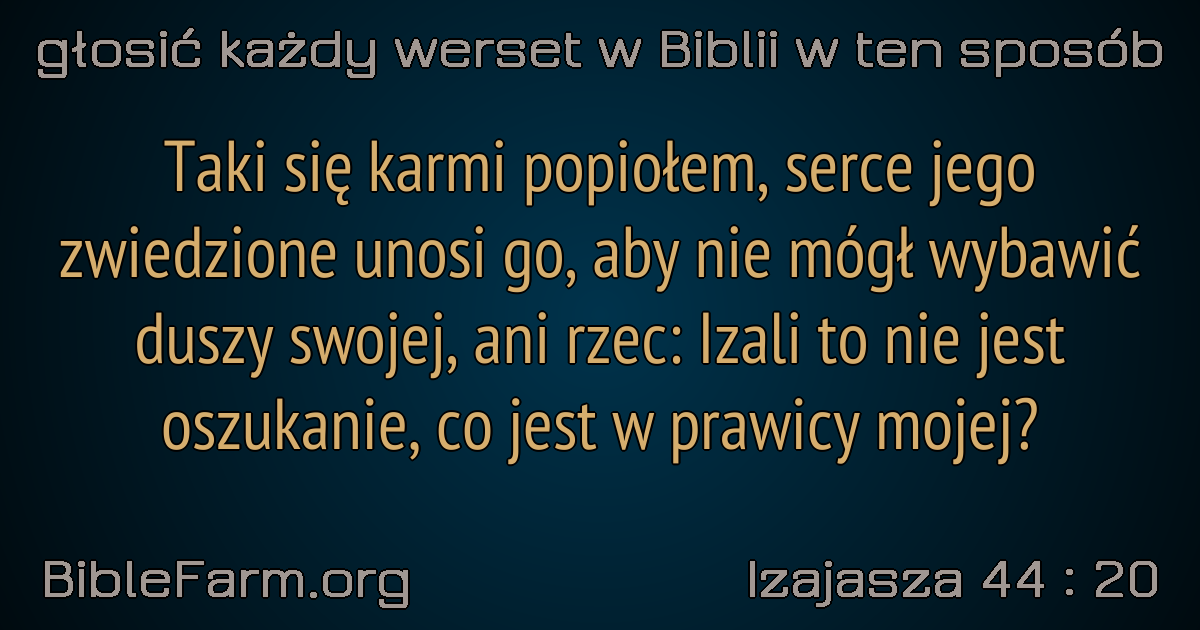 głosić każdy werset w Biblii w ten sposób
Taki się karmi popiołem, serce jego
zwiedzione unosi go, aby nie mógł wybawić
duszy swojej, ani rzec: Izali to nie jest
oszukanie, co jest w prawicy mojej?
BibleFarm.org
Izajasza 44 : 20